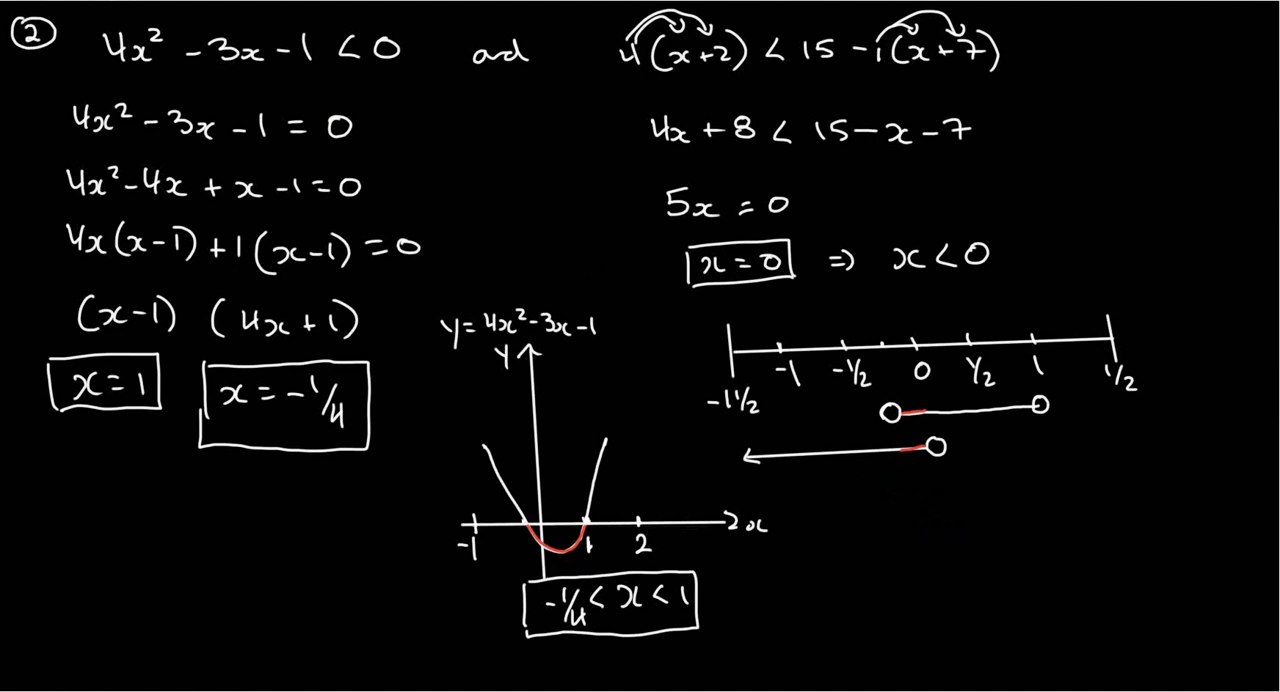 ② 4x² - 3x - 1 < 0 and 4(x+2) < 15 - 1(x+7)
4x² - 3x - 1 = 0
4x² - 4x + x - 1 = 0
4x(x-1) + 1(x-1) = 0
(x-1) (4x+1)
x = 1 x = -1/4
4x + 8 < 15 - x - 7
5x = 0
x = 0 ⇒ x < 0
y = 4x² - 3x - 1
y
-1 1 2 x
-1/4 < x < 1
-1½ -1 -1/2 0 1/2 1 1/2